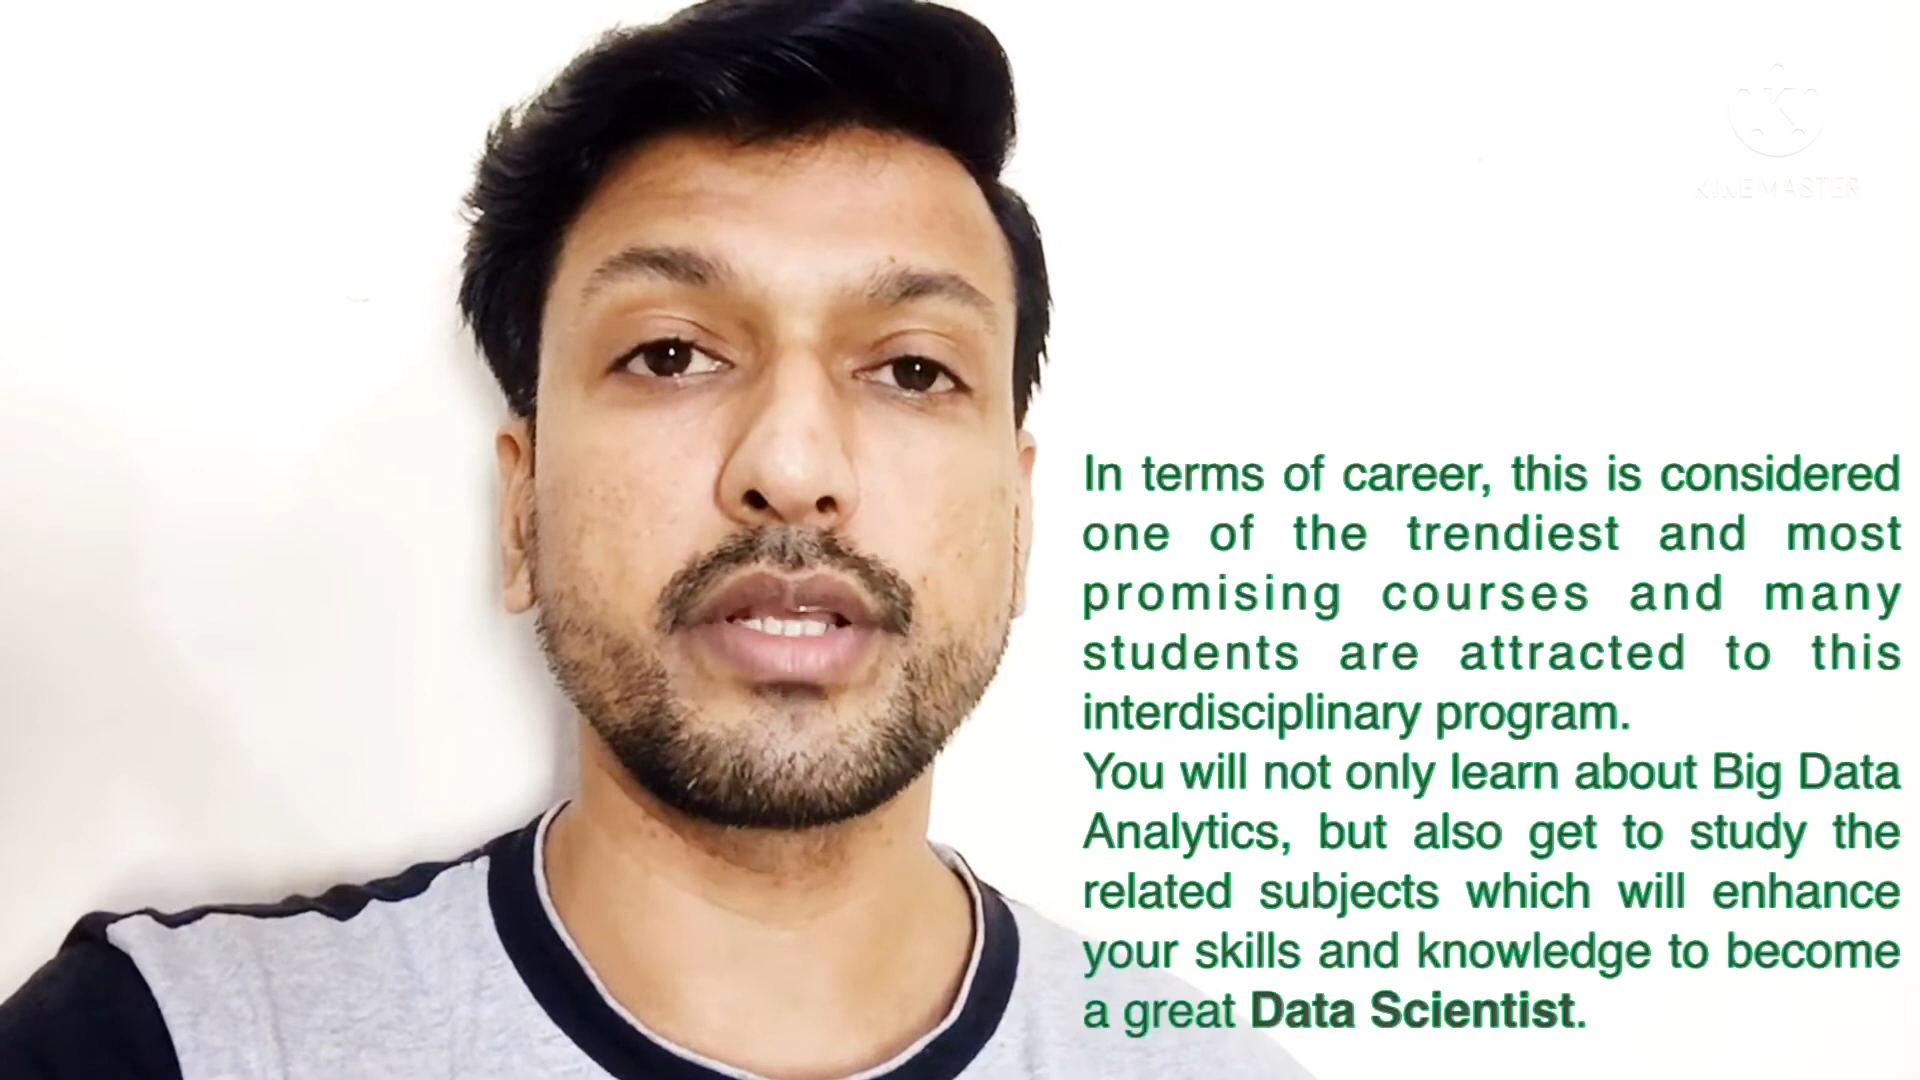 KINEMASTER
In terms of career, this is considered
one of the trendiest and most
promising courses and many
students are attracted to this
interdisciplinary program.
You will not only learn about Big Data
Analytics, but also get to study the
related subjects which will enhance
your skills and knowledge to become
a great Data Scientist.